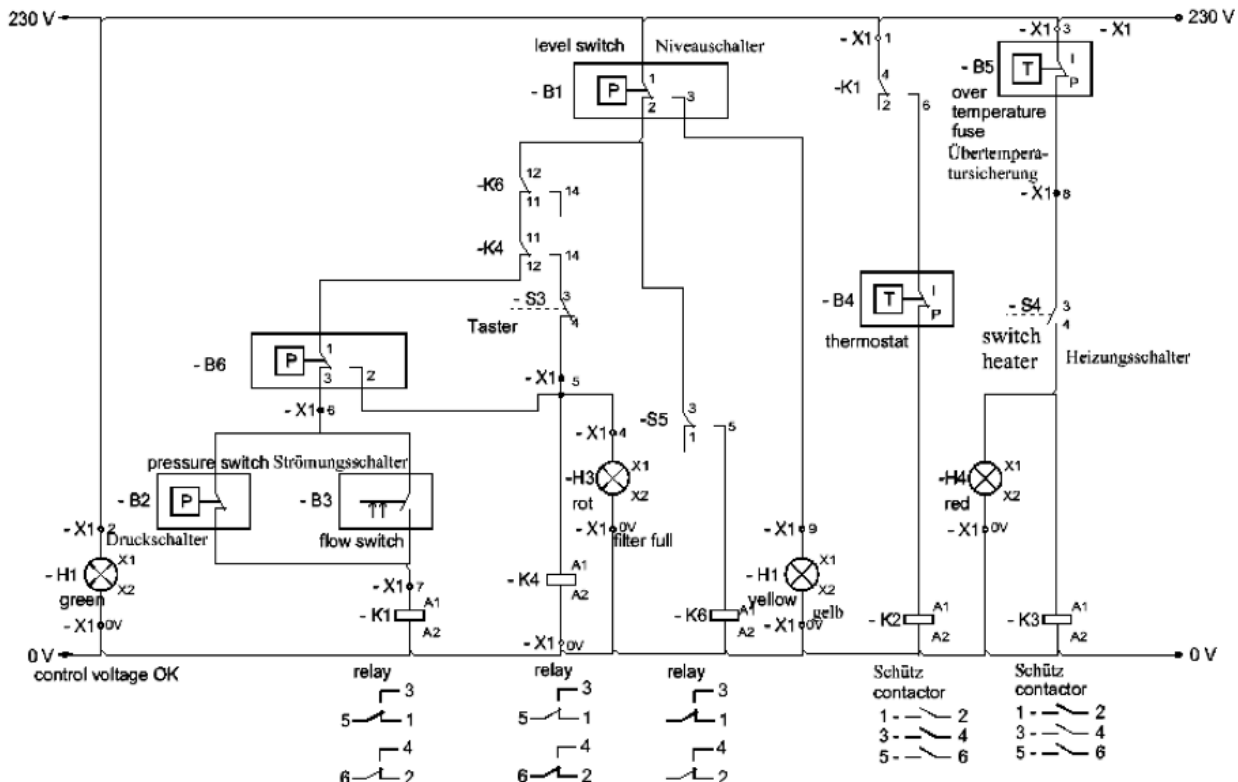 230 V
230 V
level switch
Niveauschalter
- B1
P
1
2
3
- X1
1
-K1
4
2
6
- X1
3
- X1
- B5
T
I
P
over
temperature
fuse
Übertempera-
tursicherung
- X1
8
-K6
12
11
14
-K4
11
12
14
- S3
3
4
Taster
- B6
P
1
3
2
- X1
5
- X1
6
- B4
T
I
P
thermostat
- S4
3
4
switch
heater
Heizungsschalter
-S5
3
1
5
- X1
4
-H3
X1
X2
rot
- X1
0V
filter full
pressure switch
Strömungsschalter
- B2
P
- B3
Druckschalter
flow switch
- X1
2
- H1
X1
X2
green
- X1
0V
- X1
7
- K1
A1
A2
- K4
A1
A2
- X1
0V
- K6
A1
A2
- X1
9
- H1
X1
X2
yellow
gelb
- X1
0V
- K2
A1
A2
-H4
X1
X2
red
- X1
0V
- K3
A1
A2
0 V
0 V
control voltage OK
relay
3
5
1
4
6
2
relay
3
5
1
4
6
2
relay
3
1
4
2
Schütz
contactor
1 - 2
3 - 4
5 - 6
Schütz
contactor
1 - 2
3 - 4
5 - 6